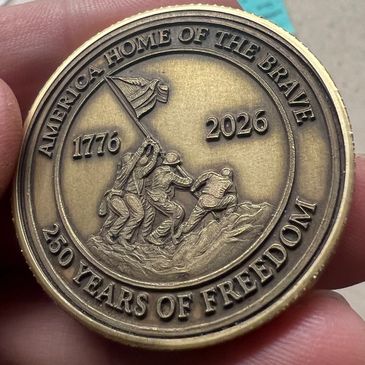 AMERICA HOME OF THE BRAVE
1776 2026
250 YEARS OF FREEDOM